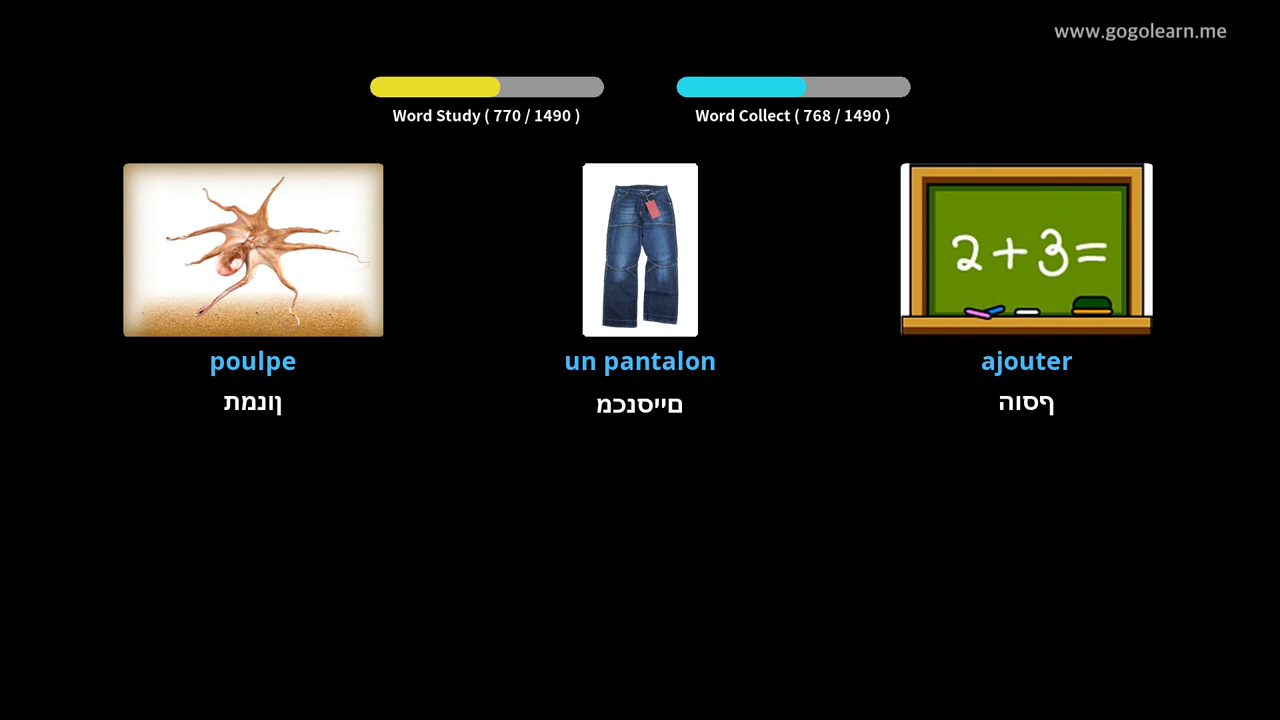 www.gogolearn.me
Word Study ( 770 / 1490 )
Word Collect ( 768 / 1490 )
2+3=
poulpe
ןונמת
un pantalon
םייסנכמ
ajouter
ףסוה